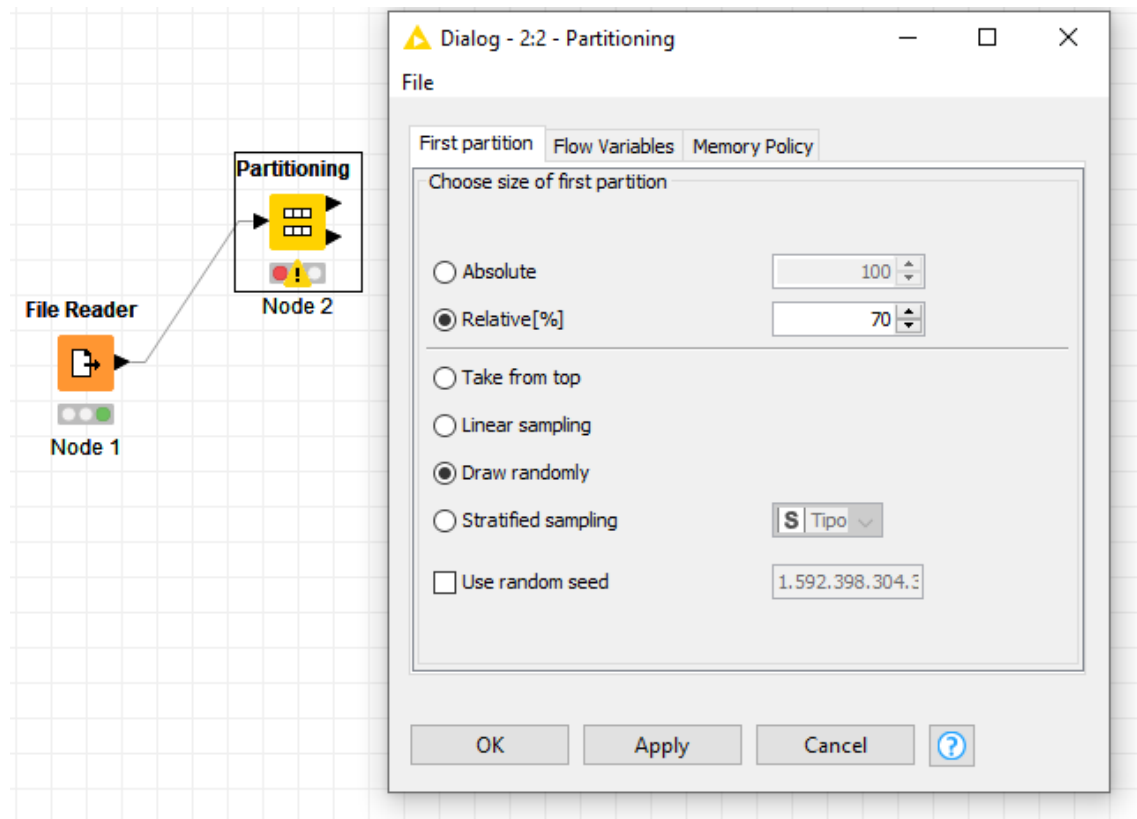 Partitioning
Node 2
File Reader
Node 1
Dialog - 2:2 - Partitioning
File
First partition Flow Variables Memory Policy
Choose size of first partition
Absolute 100
Relative[%] 70
Take from top
Linear sampling
Draw randomly
Stratified sampling S Tipo
Use random seed 1.592.398.304.3
OK Apply Cancel ?